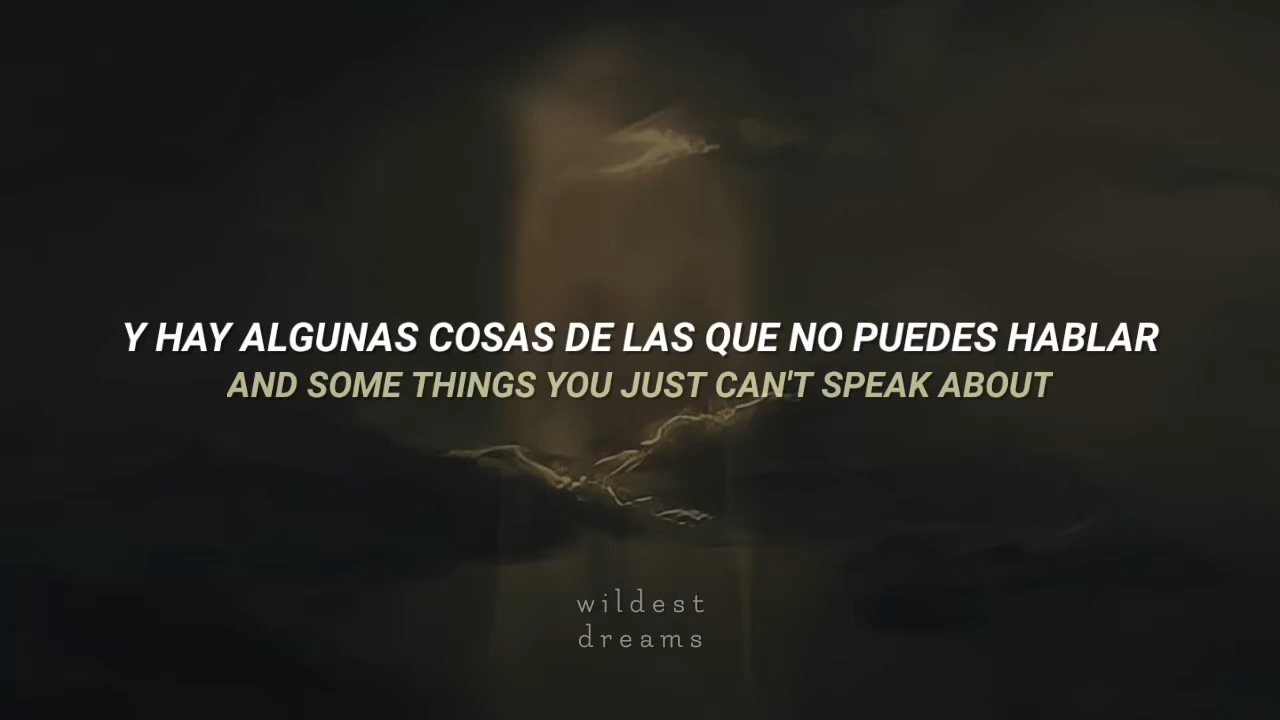 Y HAY ALGUNAS COSAS DE LAS QUE NO PUEDES HABLAR
AND SOME THINGS YOU JUST CAN'T SPEAK ABOUT
wildest
dreams